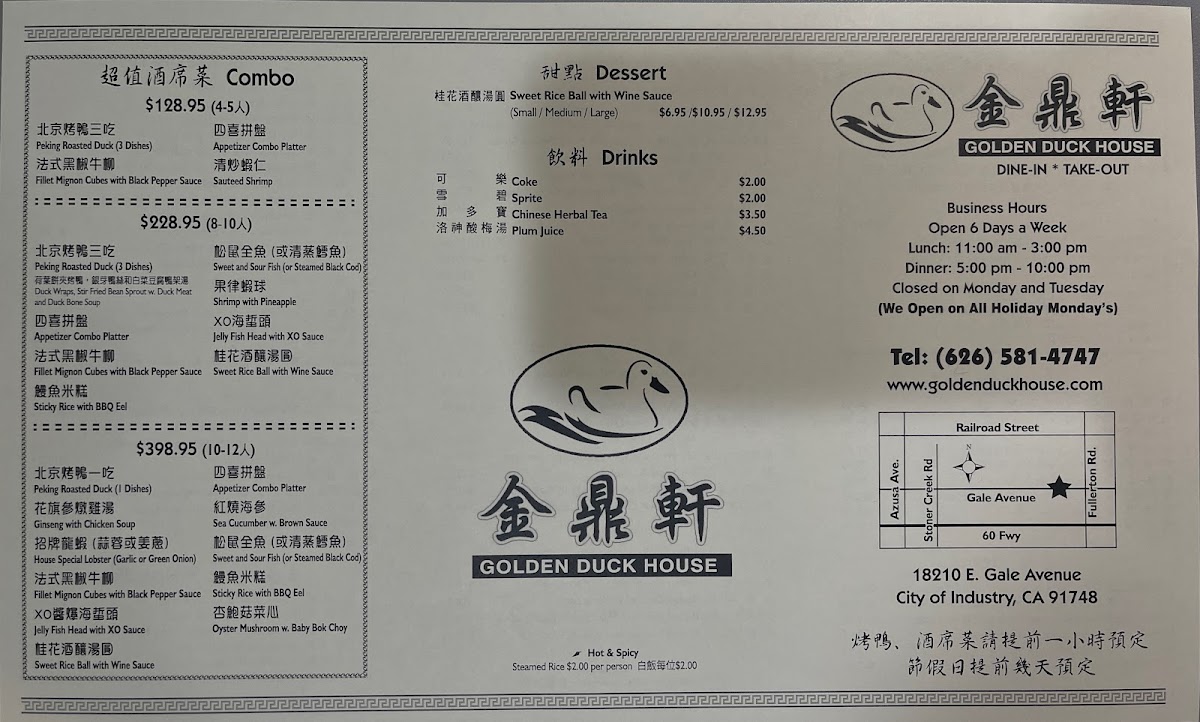 超值酒席菜 Combo
$128.95 (4-5人)
北京烤鴨三吃
Peking Roasted Duck (3 Dishes)
四喜拼盤
Appetizer Combo Platter
法式黑椒牛柳
Fillet Mignon Cubes with Black Pepper Sauce
清炒蝦仁
Sauteed Shrimp
$228.95 (8-10人)
北京烤鴨三吃
Peking Roasted Duck (3 Dishes)
荷葉餅夾烤鴨，銀芽鴨絲和白菜豆腐鴨架湯
Duck Wraps, Stir Fried Bean Sprout w. Duck Meat
and Duck Bone Soup
松鼠全魚 (或清蒸鱈魚)
Sweet and Sour Fish (or Steamed Black Cod)
果律蝦球
Shrimp with Pineapple
四喜拼盤
Appetizer Combo Platter
XO海蜇頭
Jelly Fish Head with XO Sauce
法式黑椒牛柳
Fillet Mignon Cubes with Black Pepper Sauce
桂花酒釀湯圓
Sweet Rice Ball with Wine Sauce
鰻魚米糕
Sticky Rice with BBQ Eel
$398.95 (10-12人)
北京烤鴨一吃
Peking Roasted Duck (1 Dishes)
四喜拼盤
Appetizer Combo Platter
花旗參燉雞湯
Ginseng with Chicken Soup
紅燒海參
Sea Cucumber w. Brown Sauce
招牌龍蝦 (蒜蓉或姜蔥)
House Special Lobster (Garlic or Green Onion)
松鼠全魚 (或清蒸鱈魚)
Sweet and Sour Fish (or Steamed Black Cod)
法式黑椒牛柳
Fillet Mignon Cubes with Black Pepper Sauce
鰻魚米糕
Sticky Rice with BBQ Eel
XO醬爆海蜇頭
Jelly Fish Head with XO Sauce
杏鮑菇菜心
Oyster Mushroom w. Baby Bok Choy
桂花酒釀湯圓
Sweet Rice Ball with Wine Sauce
甜點 Dessert
桂花酒釀湯圓 Sweet Rice Ball with Wine Sauce
(Small / Medium / Large) $6.95 /$10.95 / $12.95
飲料 Drinks
可樂 Coke $2.00
雪碧 Sprite $2.00
加多寶 Chinese Herbal Tea $3.50
洛神酸梅湯 Plum Juice $4.50
金鼎軒
GOLDEN DUCK HOUSE
Hot & Spicy
Steamed Rice $2.00 per person 白飯每位$2.00
金鼎軒
GOLDEN DUCK HOUSE
DINE-IN * TAKE-OUT
Business Hours
Open 6 Days a Week
Lunch: 11:00 am - 3:00 pm
Dinner: 5:00 pm - 10:00 pm
Closed on Monday and Tuesday
(We Open on All Holiday Monday's)
Tel: (626) 581-4747
www.goldenduckhouse.com
Railroad Street
N
Azusa Ave.
Stoner Creek Rd
Gale Avenue
Fullerton Rd.
60 Fwy
18210 E. Gale Avenue
City of Industry, CA 91748
烤鴨、酒席菜請提前一小時預定
節假日提前幾天預定